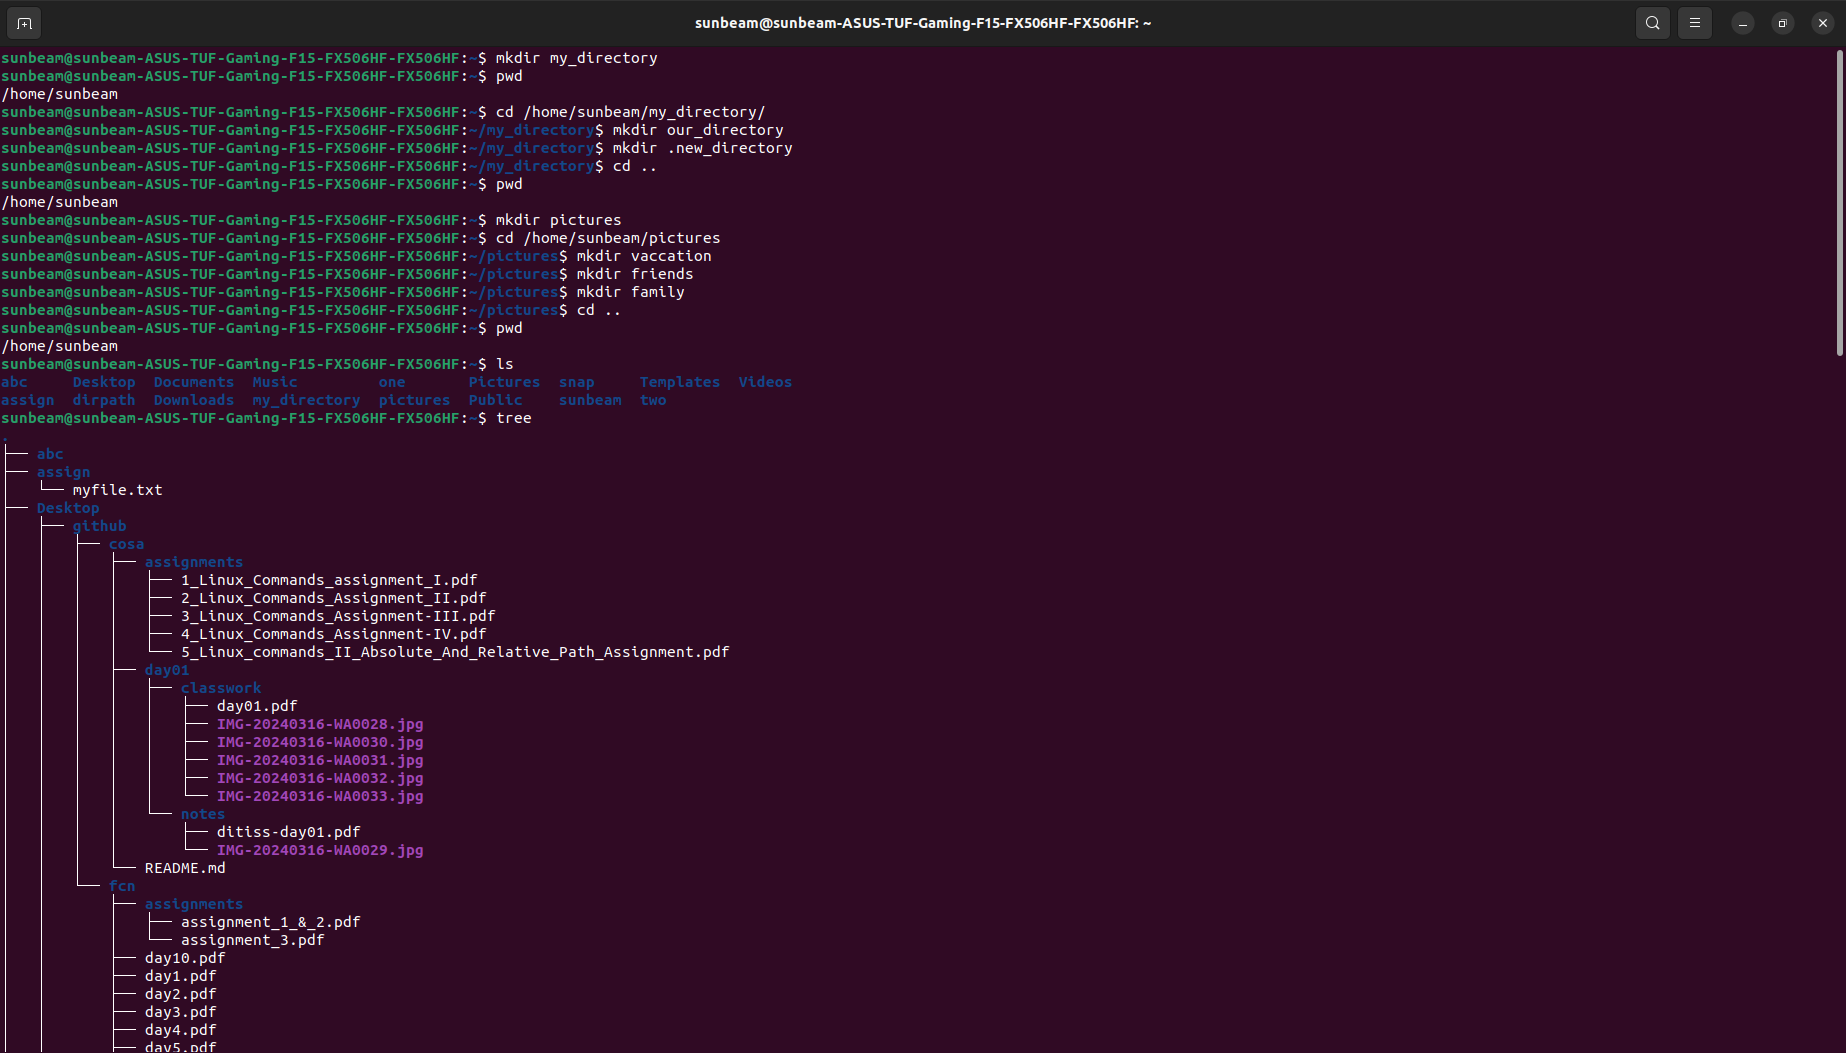 sunbeam@sunbeam-ASUS-TUF-Gaming-F15-FX506HF-FX506HF: ~
sunbeam@sunbeam-ASUS-TUF-Gaming-F15-FX506HF-FX506HF:~$ mkdir my_directory
sunbeam@sunbeam-ASUS-TUF-Gaming-F15-FX506HF-FX506HF:~$ pwd
/home/sunbeam
sunbeam@sunbeam-ASUS-TUF-Gaming-F15-FX506HF-FX506HF:~$ cd /home/sunbeam/my_directory/
sunbeam@sunbeam-ASUS-TUF-Gaming-F15-FX506HF-FX506HF:~/my_directory$ mkdir our_directory
sunbeam@sunbeam-ASUS-TUF-Gaming-F15-FX506HF-FX506HF:~/my_directory$ mkdir .new_directory
sunbeam@sunbeam-ASUS-TUF-Gaming-F15-FX506HF-FX506HF:~/my_directory$ cd ..
sunbeam@sunbeam-ASUS-TUF-Gaming-F15-FX506HF-FX506HF:~$ pwd
/home/sunbeam
sunbeam@sunbeam-ASUS-TUF-Gaming-F15-FX506HF-FX506HF:~$ mkdir pictures
sunbeam@sunbeam-ASUS-TUF-Gaming-F15-FX506HF-FX506HF:~$ cd /home/sunbeam/pictures
sunbeam@sunbeam-ASUS-TUF-Gaming-F15-FX506HF-FX506HF:~/pictures$ mkdir vaccation
sunbeam@sunbeam-ASUS-TUF-Gaming-F15-FX506HF-FX506HF:~/pictures$ mkdir friends
sunbeam@sunbeam-ASUS-TUF-Gaming-F15-FX506HF-FX506HF:~/pictures$ mkdir family
sunbeam@sunbeam-ASUS-TUF-Gaming-F15-FX506HF-FX506HF:~/pictures$ cd ..
sunbeam@sunbeam-ASUS-TUF-Gaming-F15-FX506HF-FX506HF:~$ pwd
/home/sunbeam
sunbeam@sunbeam-ASUS-TUF-Gaming-F15-FX506HF-FX506HF:~$ ls
abc     Desktop  Documents  Music         one       Pictures  snap     Templates  Videos
assign  dirpath  Downloads  my_directory  pictures  Public    sunbeam  two
sunbeam@sunbeam-ASUS-TUF-Gaming-F15-FX506HF-FX506HF:~$ tree
.
├── abc
├── assign
│   └── myfile.txt
├── Desktop
│   ├── github
│   │   ├── cosa
│   │   │   ├── assignments
│   │   │   │   ├── 1_Linux_Commands_assignment_I.pdf
│   │   │   │   ├── 2_Linux_Commands_Assignment_II.pdf
│   │   │   │   ├── 3_Linux_Commands_Assignment-III.pdf
│   │   │   │   ├── 4_Linux_Commands_Assignment-IV.pdf
│   │   │   │   └── 5_Linux_commands_II_Absolute_And_Relative_Path_Assignment.pdf
│   │   │   ├── day01
│   │   │   │   ├── classwork
│   │   │   │   │   ├── day01.pdf
│   │   │   │   │   ├── IMG-20240316-WA0028.jpg
│   │   │   │   │   ├── IMG-20240316-WA0030.jpg
│   │   │   │   │   ├── IMG-20240316-WA0031.jpg
│   │   │   │   │   ├── IMG-20240316-WA0032.jpg
│   │   │   │   │   └── IMG-20240316-WA0033.jpg
│   │   │   │   └── notes
│   │   │   │       ├── ditiss-day01.pdf
│   │   │   │       └── IMG-20240316-WA0029.jpg
│   │   │   └── README.md
│   │   └── fcn
│   │       ├── assignments
│   │       │   ├── assignment_1_&_2.pdf
│   │       │   └── assignment_3.pdf
│   │       ├── day10.pdf
│   │       ├── day1.pdf
│   │       ├── day2.pdf
│   │       ├── day3.pdf
│   │       ├── day4.pdf
│   │       ├── day5.pdf